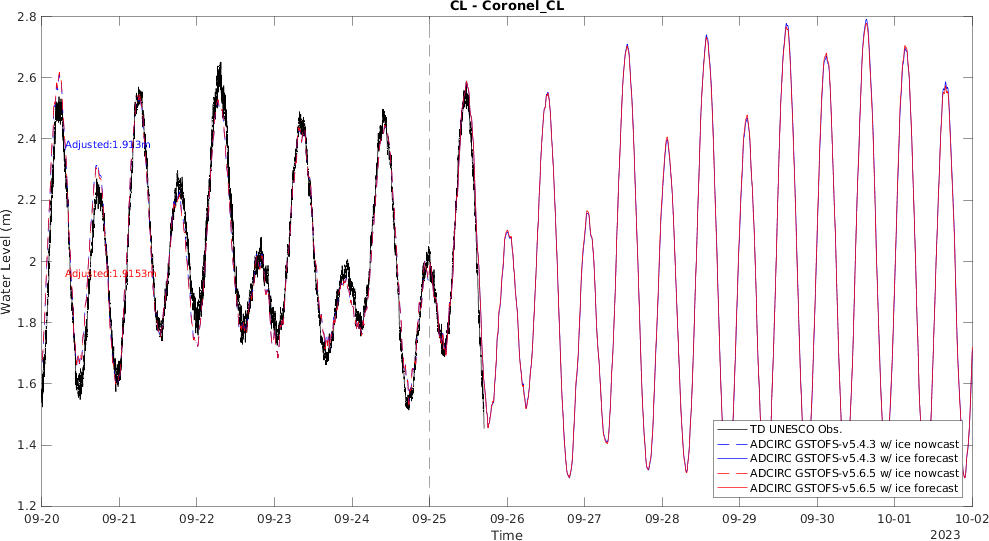 CL - Coronel_CL
2.8
2.6
2.4
2.2
2
1.8
1.6
1.4
1.2
Water Level (m)
Adjusted:1.913m
Adjusted:1.9153m
TD UNESCO Obs.
ADCIRC GSTOFS-v5.4.3 w/ ice nowcast
ADCIRC GSTOFS-v5.4.3 w/ ice forecast
ADCIRC GSTOFS-v5.6.5 w/ ice nowcast
ADCIRC GSTOFS-v5.6.5 w/ ice forecast
09-20 09-21 09-22 09-23 09-24 09-25 09-26 09-27 09-28 09-29 09-30 10-01 10-02
Time
2023